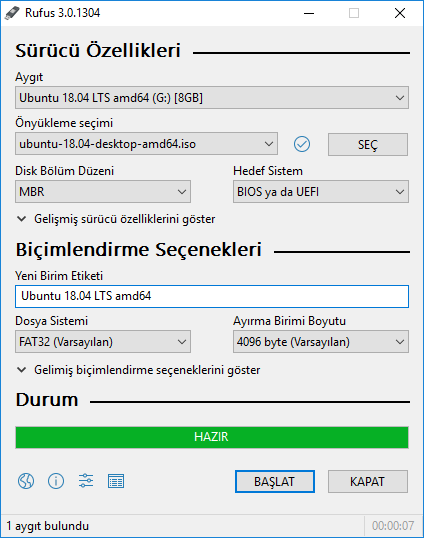 Rufus 3.0.1304
Sürücü Özellikleri
Aygıt
Ubuntu 18.04 LTS amd64 (G:) [8GB]
Önyükleme seçimi
ubuntu-18.04-desktop-amd64.iso
SEÇ
Disk Bölüm Düzeni
Hedef Sistem
MBR
BIOS ya da UEFI
Gelişmiş sürücü özelliklerini göster
Biçimlendirme Seçenekleri
Yeni Birim Etiketi
Ubuntu 18.04 LTS amd64
Dosya Sistemi
Ayırma Birimi Boyutu
FAT32 (Varsayılan)
4096 byte (Varsayılan)
Gelimiş biçimlendirme seçeneklerini göster
Durum
HAZIR
BAŞLAT
KAPAT
1 aygıt bulundu
00:00:07